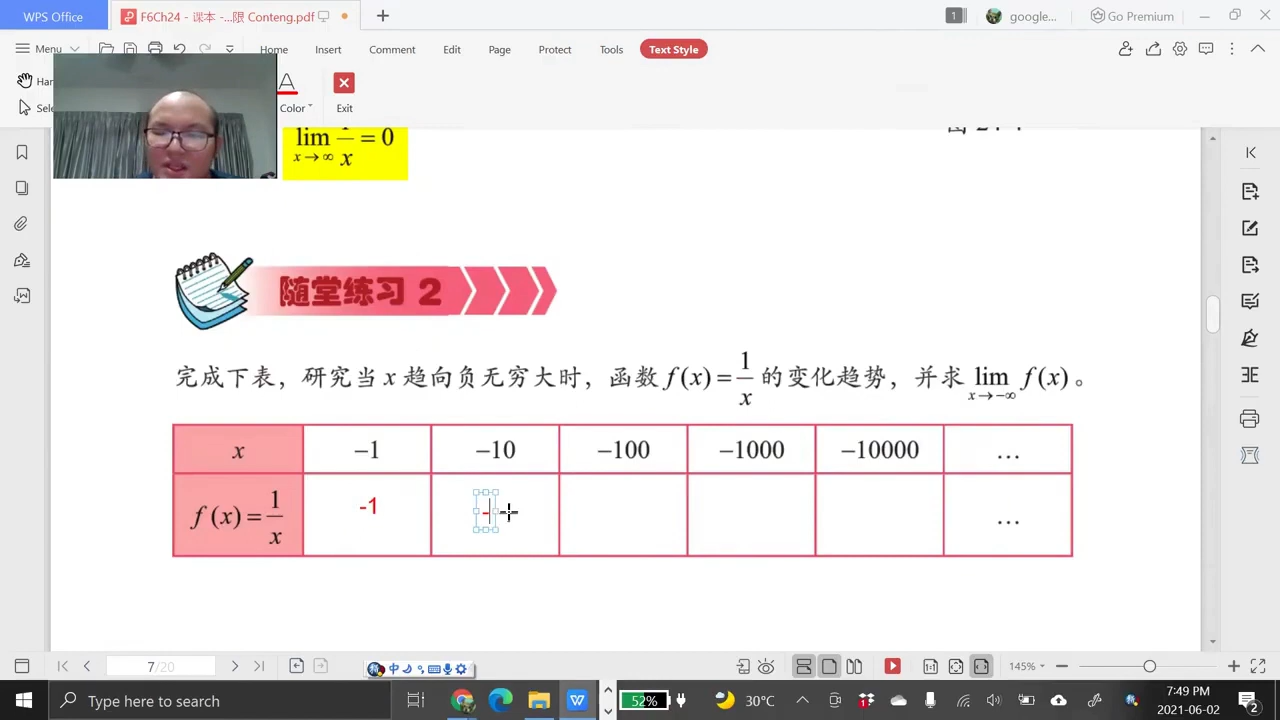 WPS Office
F6Ch24 - 课本 -...限 Conteng.pdf
1
google...
Go Premium
Menu
Home
Insert
Comment
Edit
Page
Protect
Tools
Text Style
Color
Exit
lim x→∞ 1/x = 0
随堂练习 2
完成下表，研究当 x 趋向负无穷大时，函数 f(x) = 1/x 的变化趋势，并求 lim x→-∞ f(x)。
x –1 –10 –100 –1000 –10000 …
f(x) = 1/x -1 - …
7/20
中
145%
Type here to search
52%
30°C
7:49 PM
2021-06-02
2